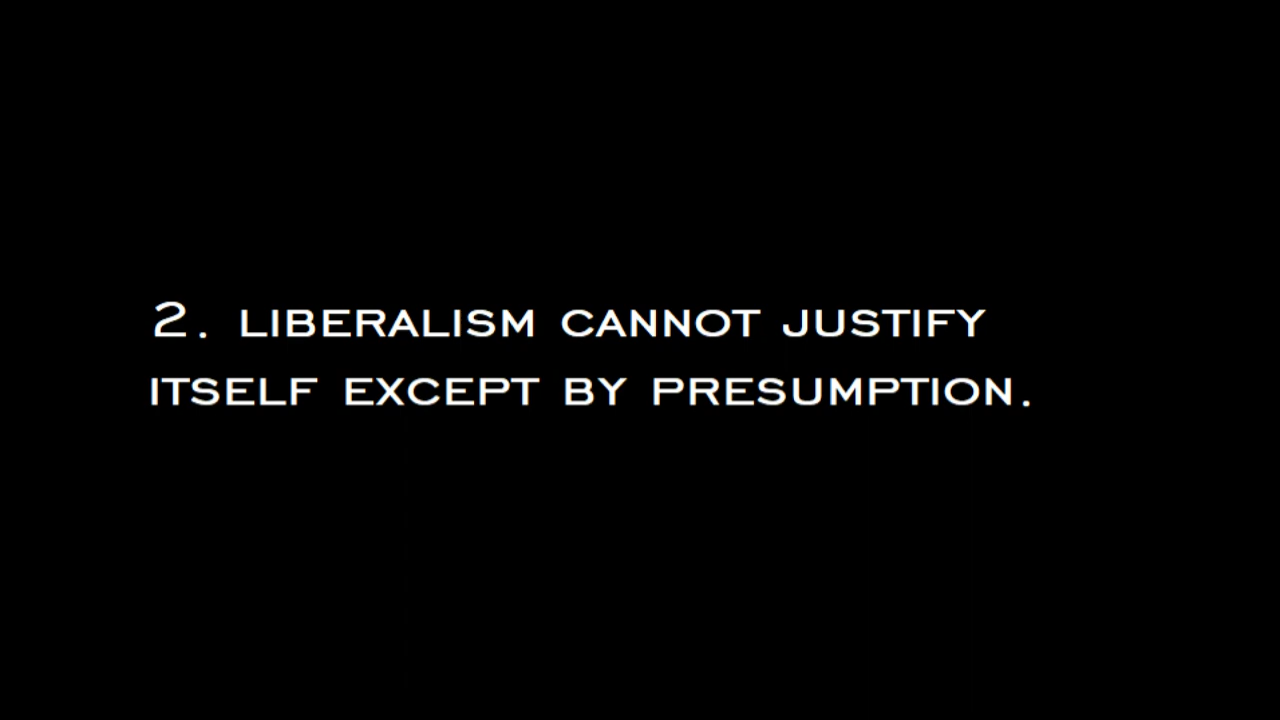 2. LIBERALISM CANNOT JUSTIFY
ITSELF EXCEPT BY PRESUMPTION.